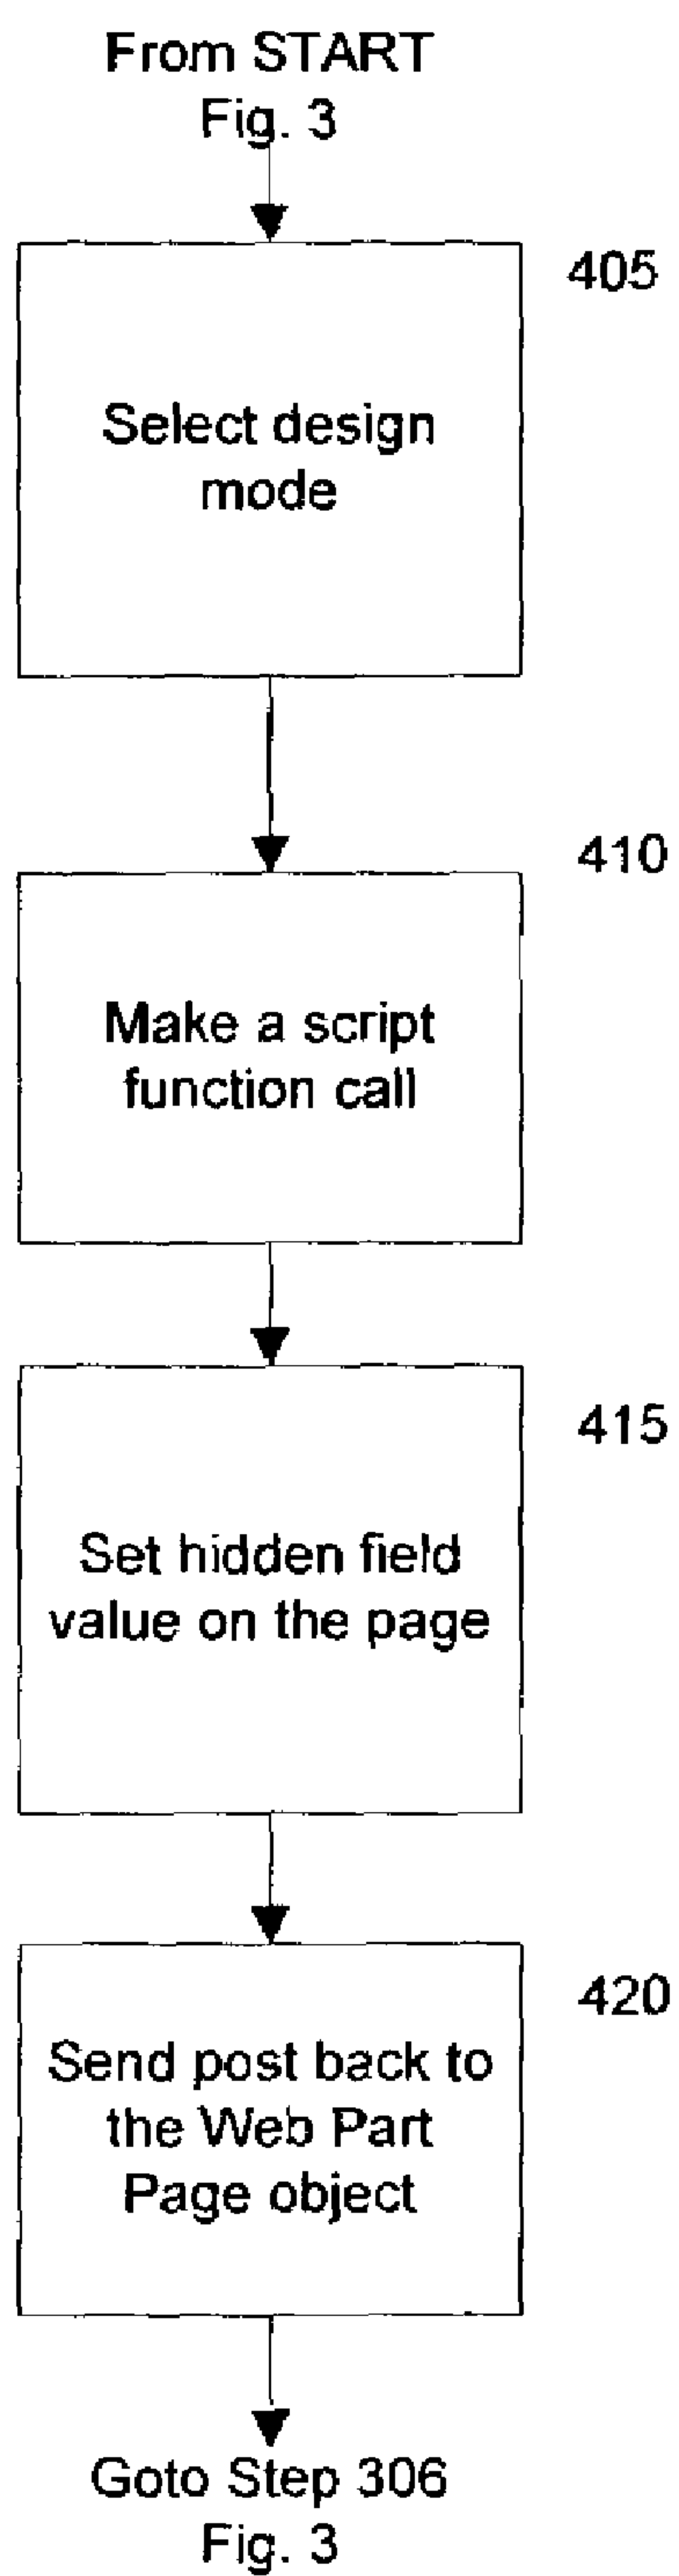 From START
Fig. 3
405
Select design
mode
410
Make a script
function call
415
Set hidden field
value on the page
420
Send post back to
the Web Part
Page object
Goto Step 306
Fig. 3